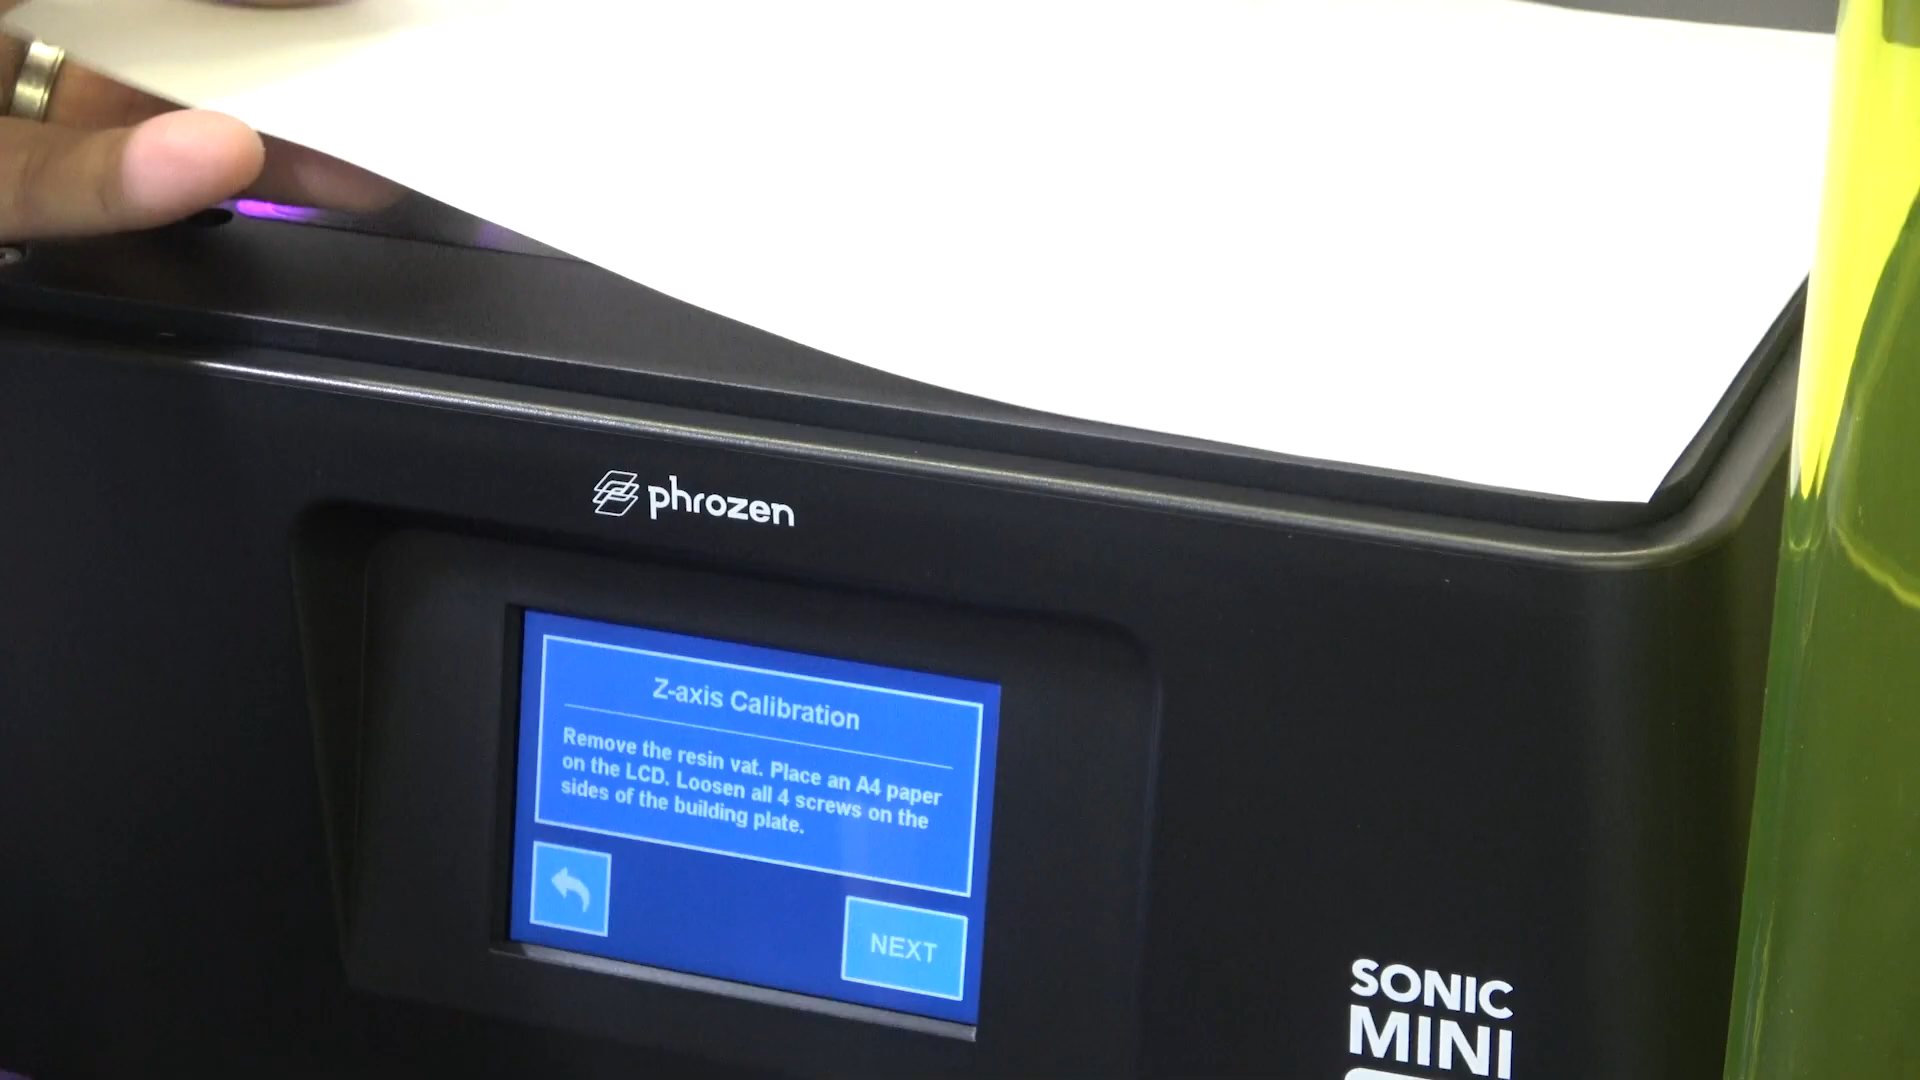 phrozen
Z-axis Calibration
Remove the resin vat. Place an A4 paper
on the LCD. Loosen all 4 screws on the
sides of the building plate.
NEXT
SONIC
MINI